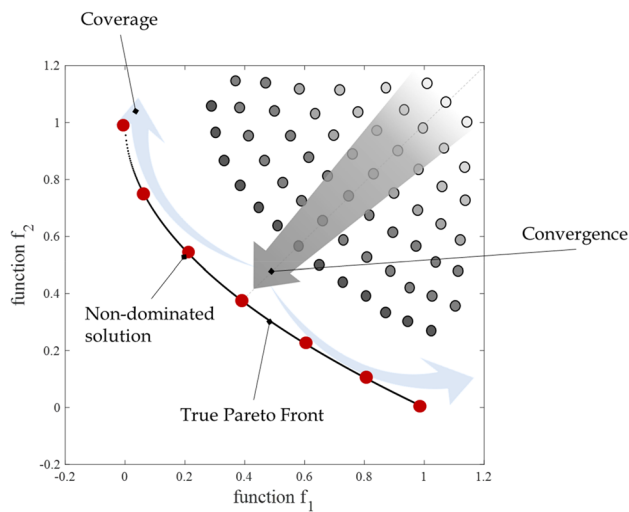 Coverage
1.2
1
0.8
0.6
0.4
0.2
0
-0.2
function f2
Convergence
Non-dominated
solution
True Pareto Front
-0.2
0
0.2
0.4
0.6
0.8
1
1.2
function f1